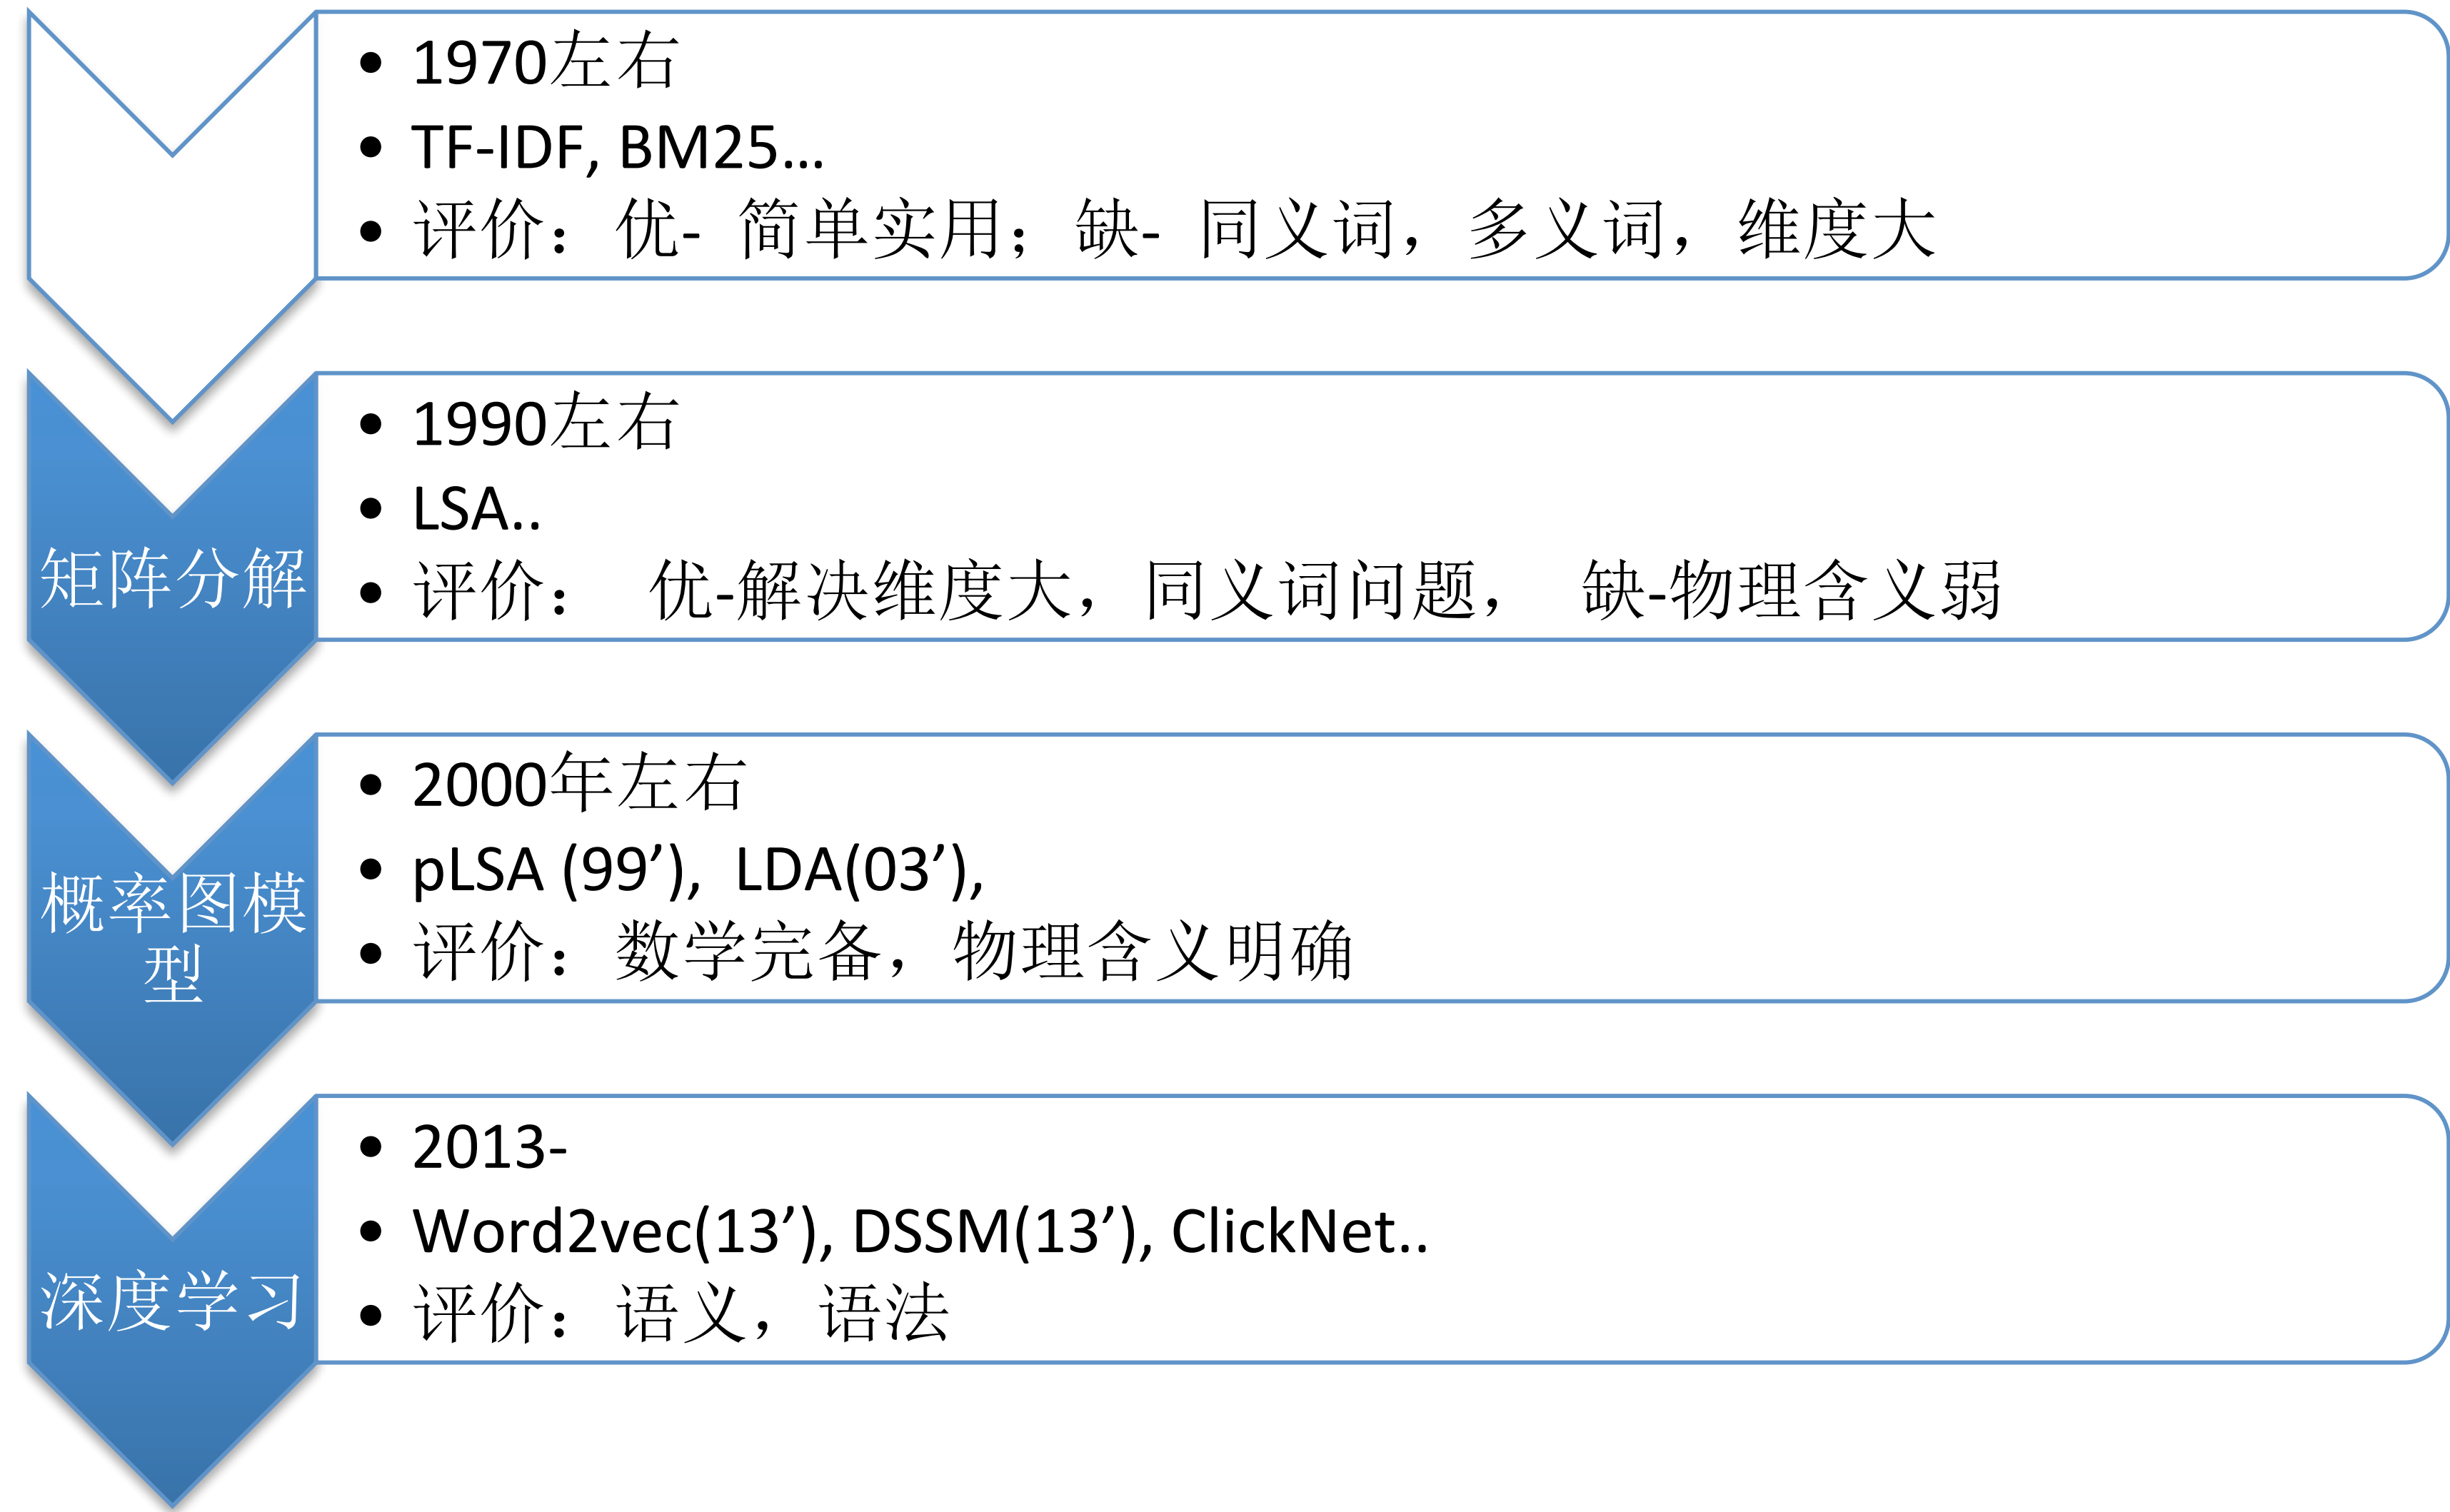 1970左右
TF-IDF, BM25…
评价：优- 简单实用；缺- 同义词，多义词，维度大
矩阵分解
1990左右
LSA..
评价： 优-解决维度大，同义词问题， 缺-物理含义弱
概率图模
型
2000年左右
pLSA (99’), LDA(03’),
评价：数学完备，物理含义明确
深度学习
2013-
Word2vec(13’), DSSM(13’), ClickNet..
评价：语义，语法